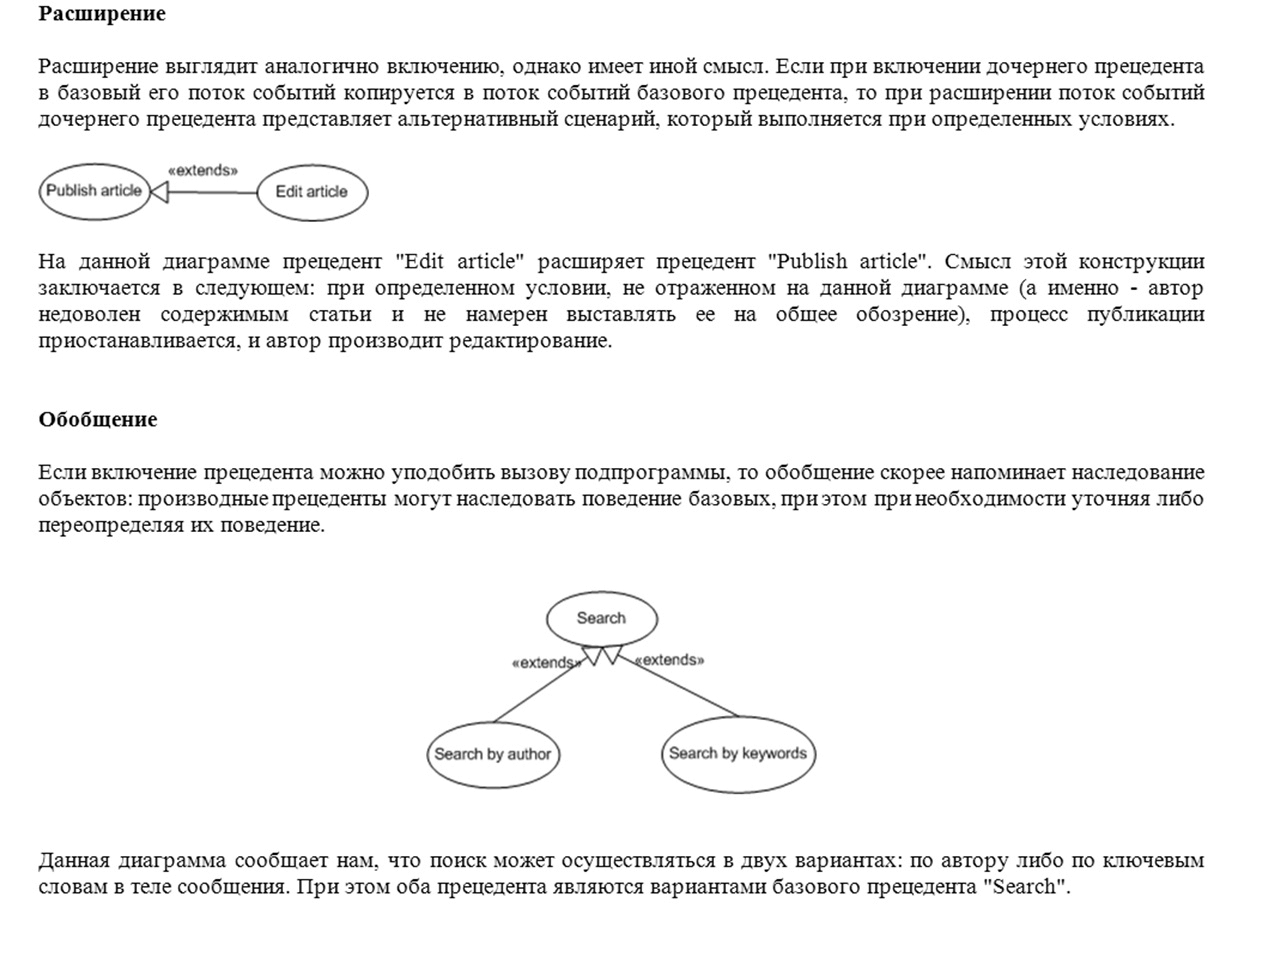 Расширение
Расширение выглядит аналогично включению, однако имеет иной смысл. Если при включении дочернего прецедента
в базовый его поток событий копируется в поток событий базового прецедента, то при расширении поток событий
дочернего прецедента представляет альтернативный сценарий, который выполняется при определенных условиях.
«extends»
Publish article
Edit article
На данной диаграмме прецедент "Edit article" расширяет прецедент "Publish article". Смысл этой конструкции
заключается в следующем: при определенном условии, не отраженном на данной диаграмме (а именно - автор
недоволен содержимым статьи и не намерен выставлять ее на общее обозрение), процесс публикации
приостанавливается, и автор производит редактирование.
Обобщение
Если включение прецедента можно уподобить вызову подпрограммы, то обобщение скорее напоминает наследование
объектов: производные прецеденты могут наследовать поведение базовых, при этом при необходимости уточняя либо
переопределяя их поведение.
Search
«extends»
«extends»
Search by author
Search by keywords
Данная диаграмма сообщает нам, что поиск может осуществляться в двух вариантах: по автору либо по ключевым
словам в теле сообщения. При этом оба прецедента являются вариантами базового прецедента "Search".